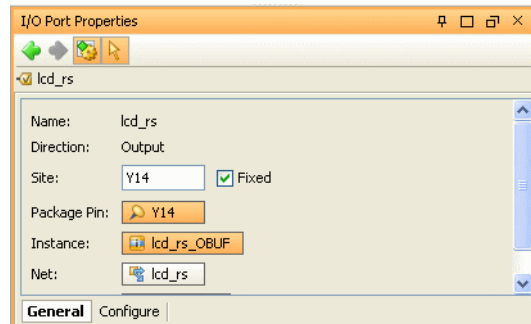 I/O Port Properties
lcd_rs
Name: lcd_rs
Direction: Output
Site: Y14 Fixed
Package Pin: Y14
Instance: lcd_rs_OBUF
Net: lcd_rs
General Configure